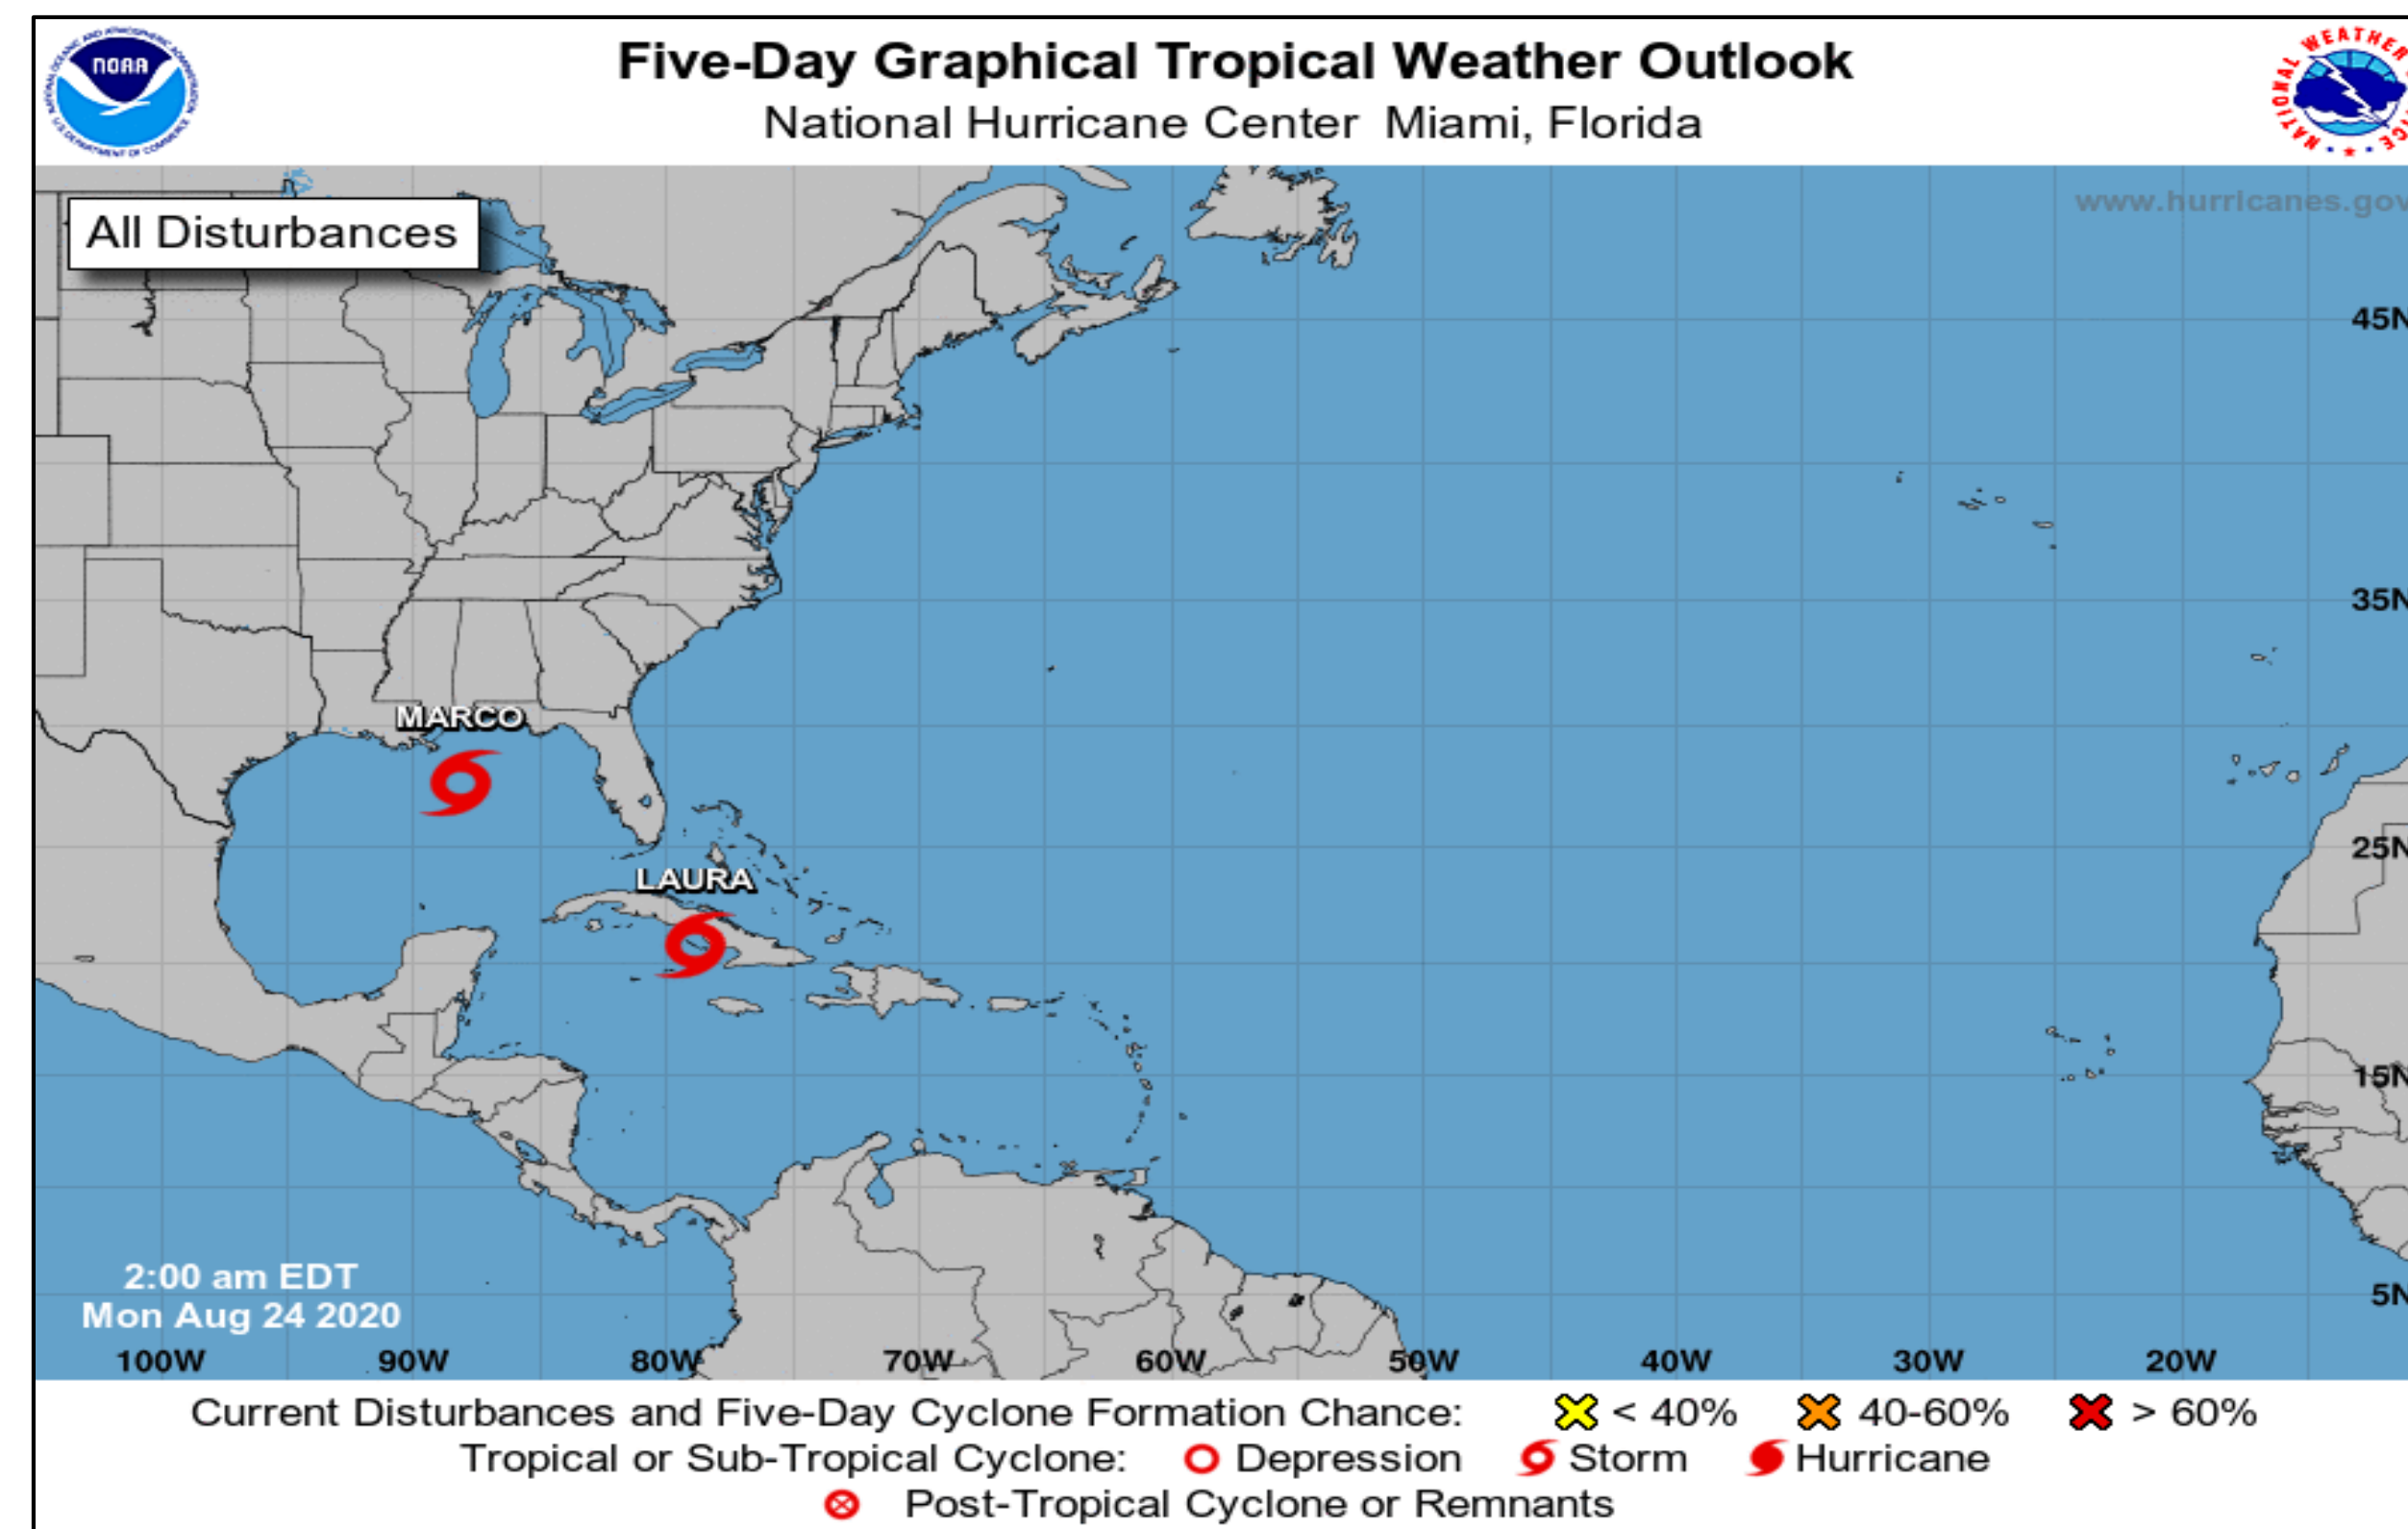 Five-Day Graphical Tropical Weather Outlook
National Hurricane Center Miami, Florida
NOAA
NATIONAL WEATHER
All Disturbances
www.hurricanes.gov
45N
35N
MARCO
25N
LAURA
15N
2:00 am EDT
Mon Aug 24 2020
5N
100W 90W 80W 70W 60W 50W 40W 30W 20W
Current Disturbances and Five-Day Cyclone Formation Chance: < 40% 40-60% > 60%
Tropical or Sub-Tropical Cyclone: Depression Storm Hurricane
Post-Tropical Cyclone or Remnants